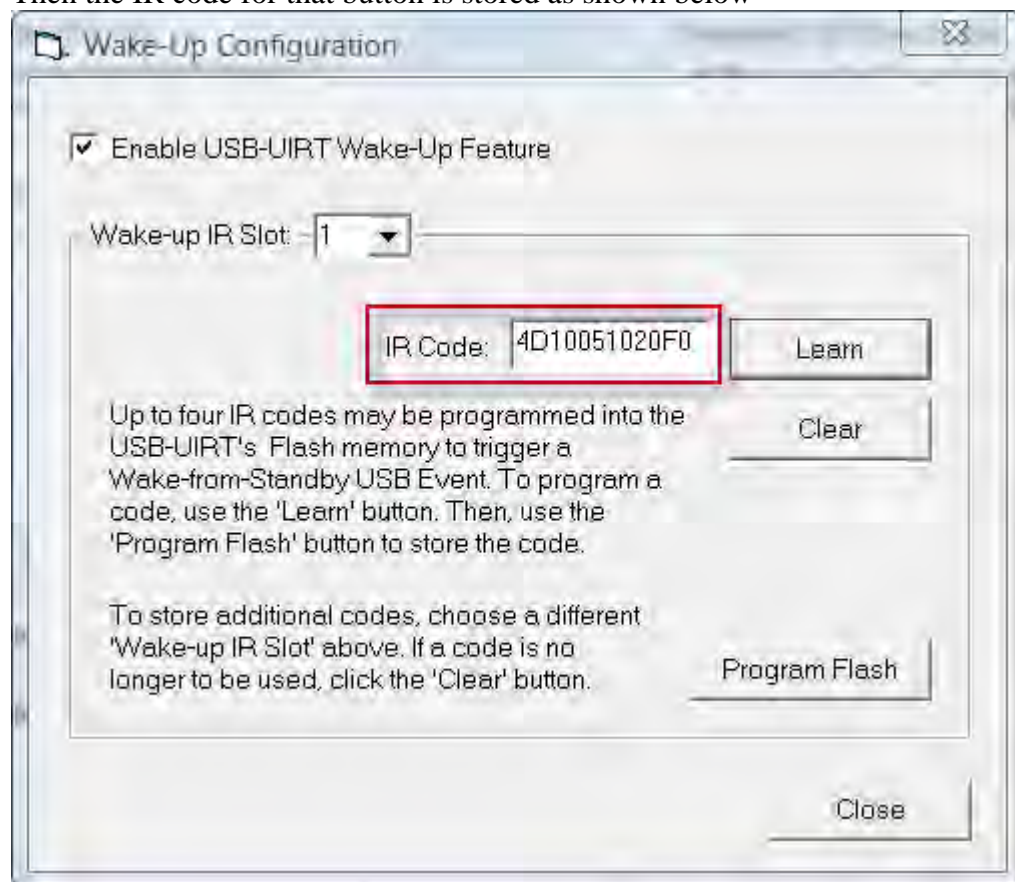 Then the IR code for that button is stored as shown below
Wake-Up Configuration
Enable USB-UIRT Wake-Up Feature
Wake-up IR Slot: 1
IR Code: 4D10051020F0 Learn
Up to four IR codes may be programmed into the
USB-UIRT's Flash memory to trigger a
Wake-from-Standby USB Event. To program a
code, use the 'Learn' button. Then, use the
'Program Flash' button to store the code.
Clear
To store additional codes, choose a different
'Wake-up IR Slot' above. If a code is no
longer to be used, click the 'Clear' button.
Program Flash
Close